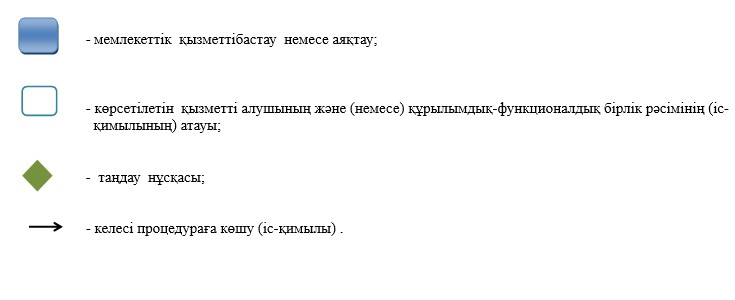 - мемлекеттік қызметтібастау немесе аяқтау;
- көрсетілетін қызметті алушының және (немесе) құрылымдық-функционалдық бірлік рәсімінің (іс-
қимылының) атауы;
- таңдау нұсқасы;
- келесі процедураға көшу (іс-қимылы) .